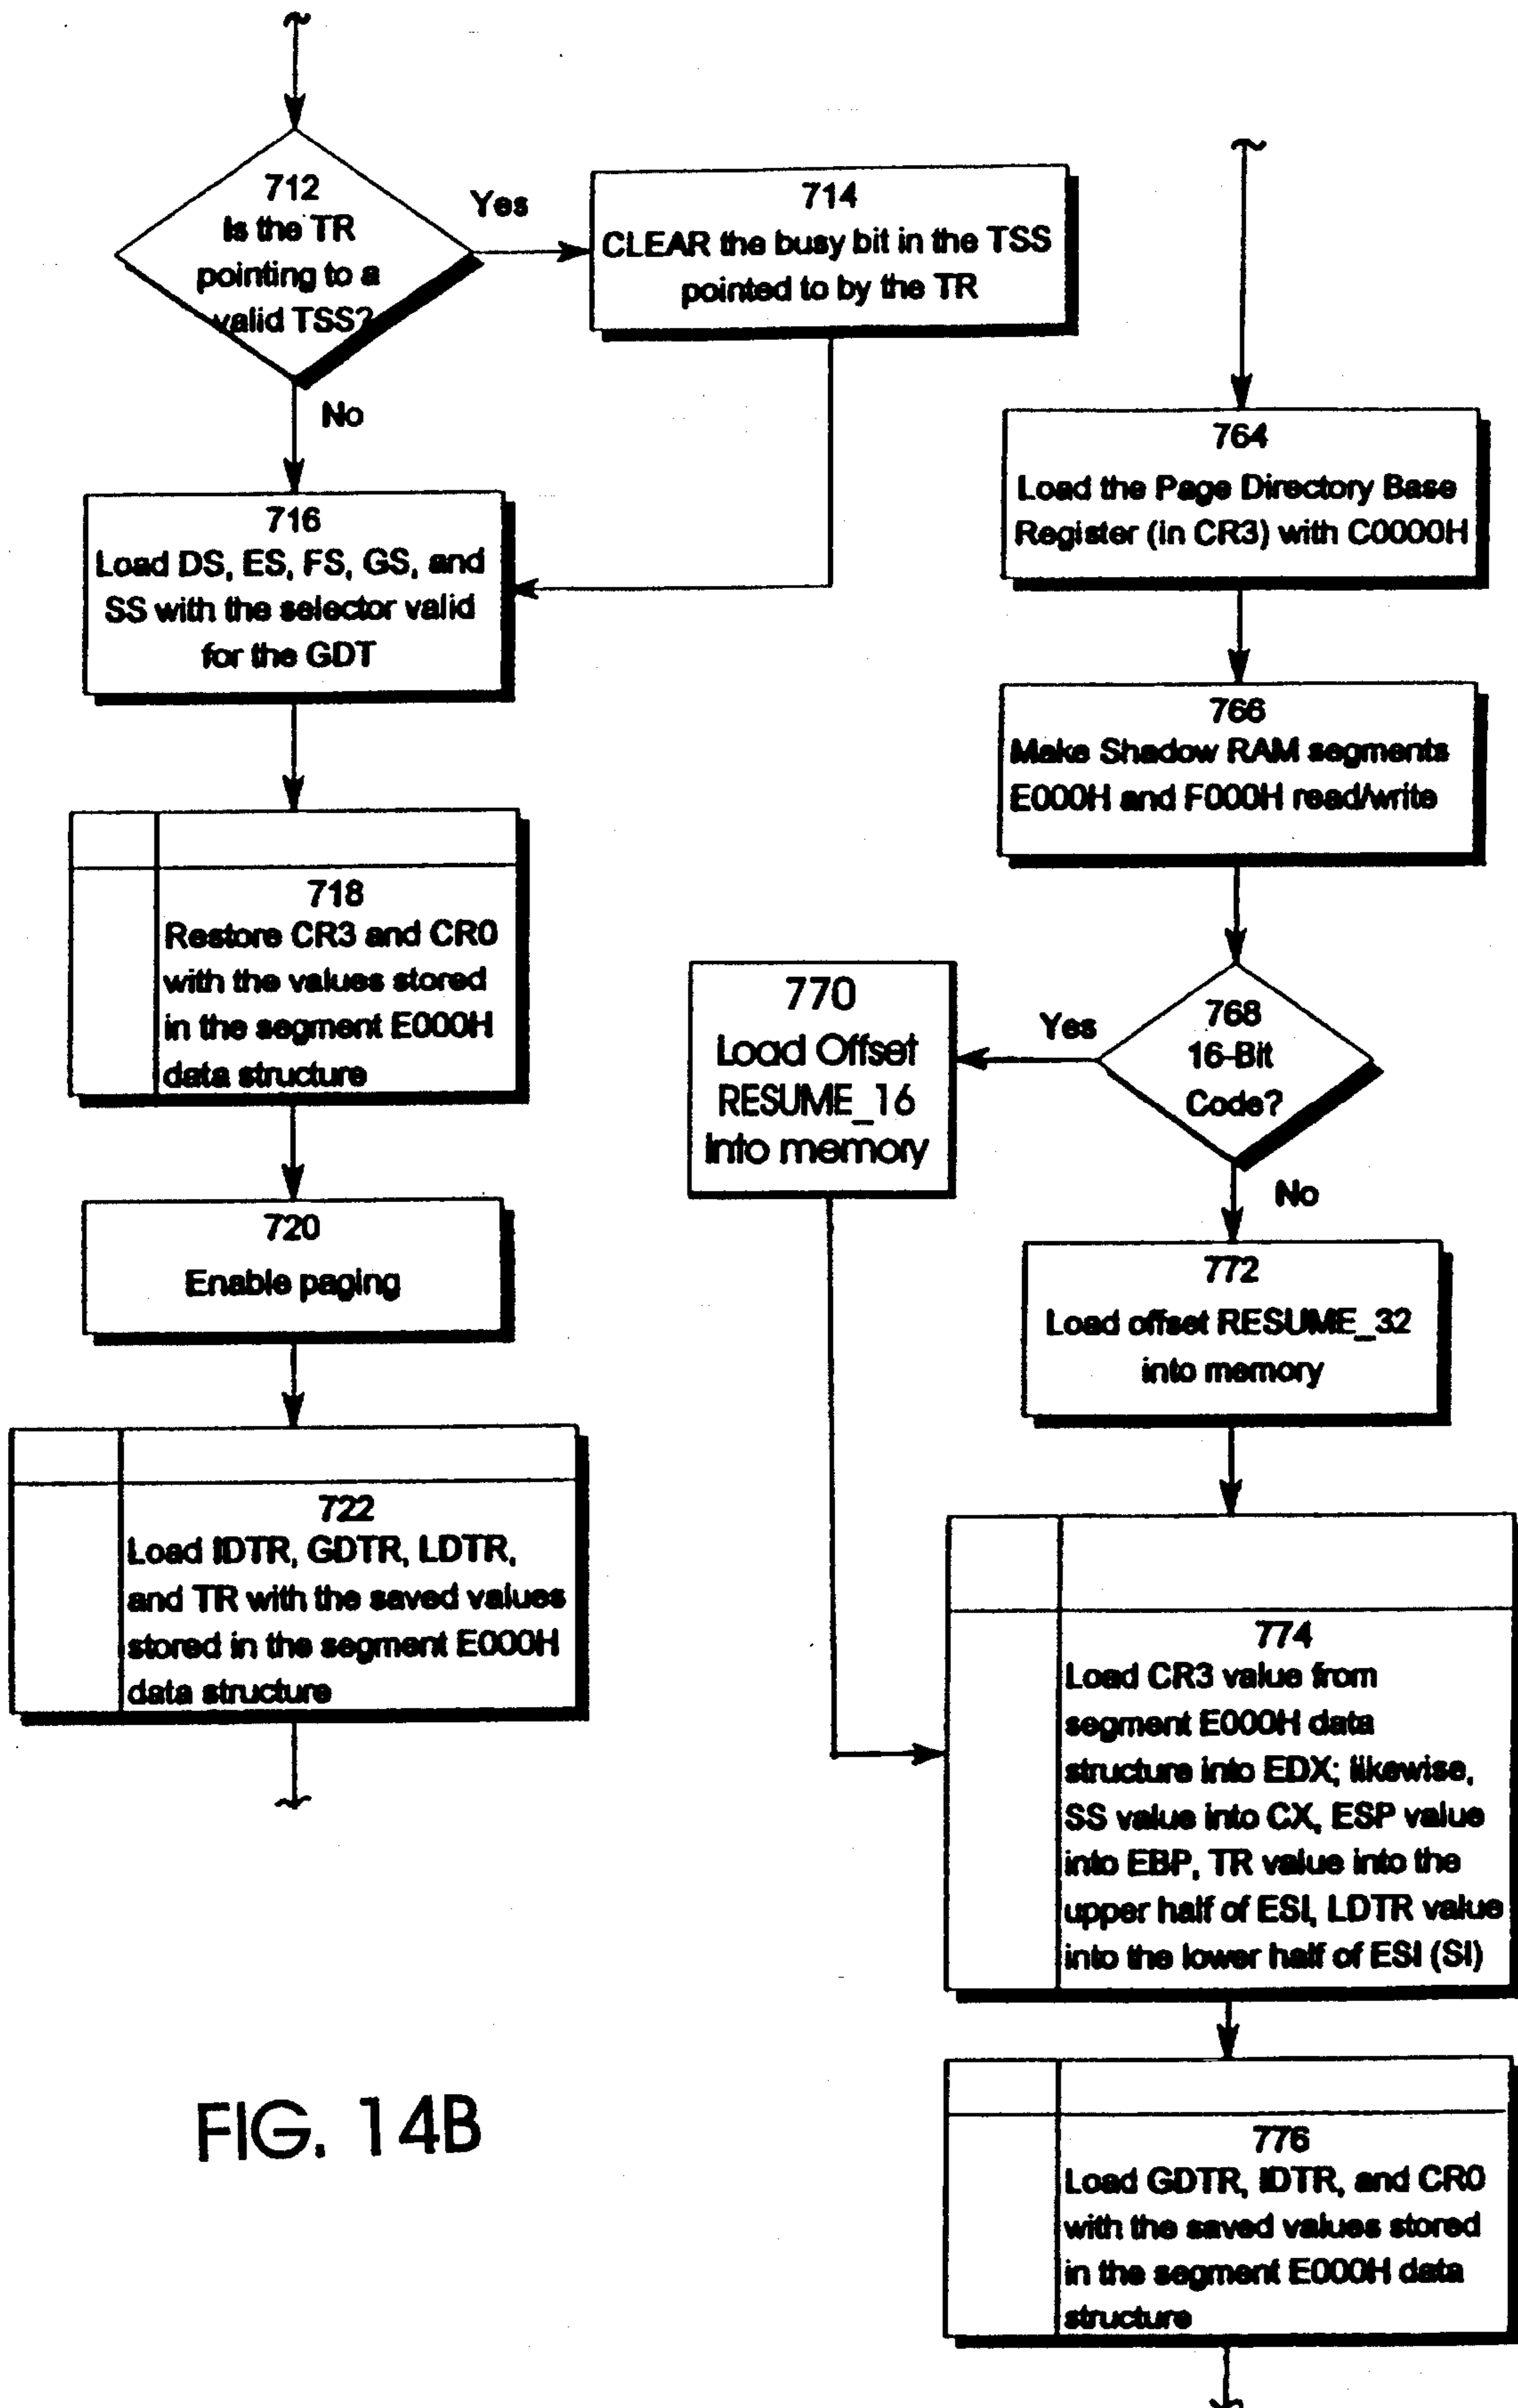 712
Is the TR
pointing to a
valid TSS?
Yes
No
714
CLEAR the busy bit in the TSS
pointed to by the TR
716
Load DS, ES, FS, GS, and
SS with the selector valid
for the GDT
718
Restore CR3 and CR0
with the values stored
in the segment E000H
data structure
720
Enable paging
722
Load IDTR, GDTR, LDTR,
and TR with the saved values
stored in the segment E000H
data structure
764
Load the Page Directory Base
Register (in CR3) with C0000H
766
Make Shadow RAM segments
E000H and F000H read/write
768
16-Bit
Code?
Yes
No
770
Load Offset
RESUME_16
into memory
772
Load offset RESUME_32
into memory
774
Load CR3 value from
segment E000H data
structure into EDX; likewise,
SS value into CX, ESP value
into EBP, TR value into the
upper half of ESI, LDTR value
into the lower half of ESI (SI)
776
Load GDTR, IDTR, and CR0
with the saved values stored
in the segment E000H data
structure
FIG. 14B